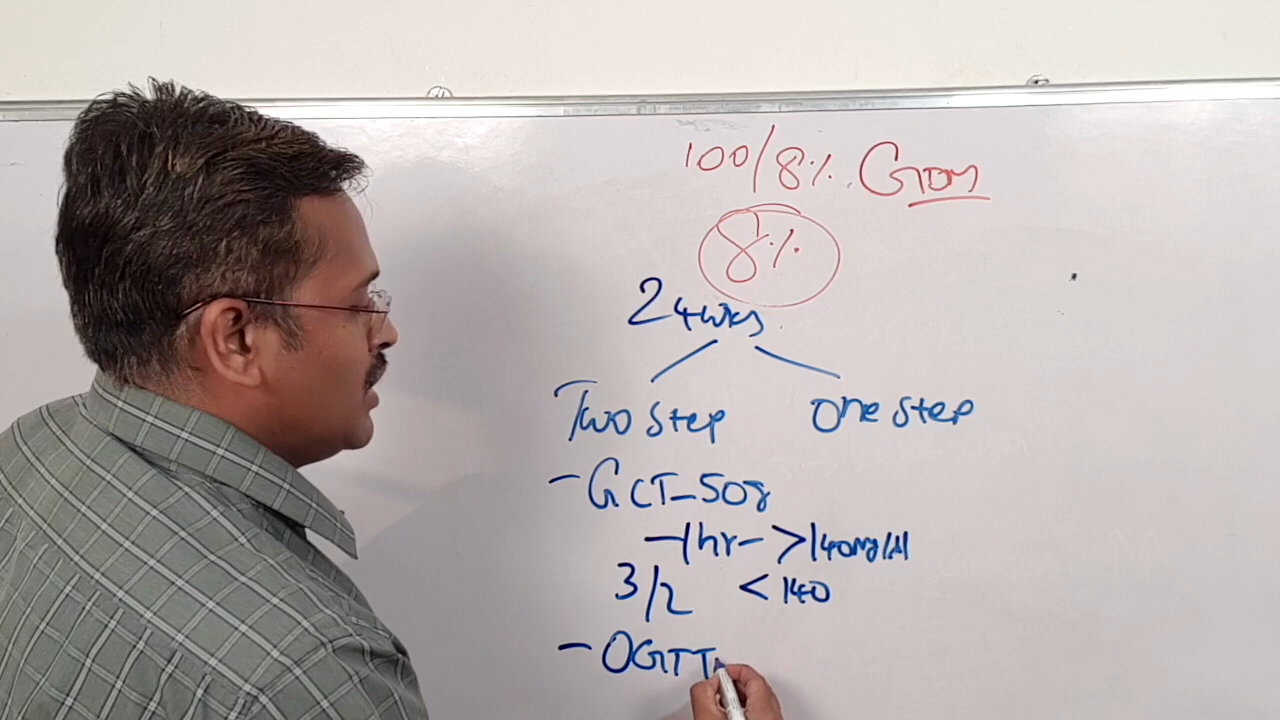 100/8% GDM
8%
24wks
Two step
one step
- GCT-50g
-1hr- >140mg/dl
3/2 <140
- OGTT